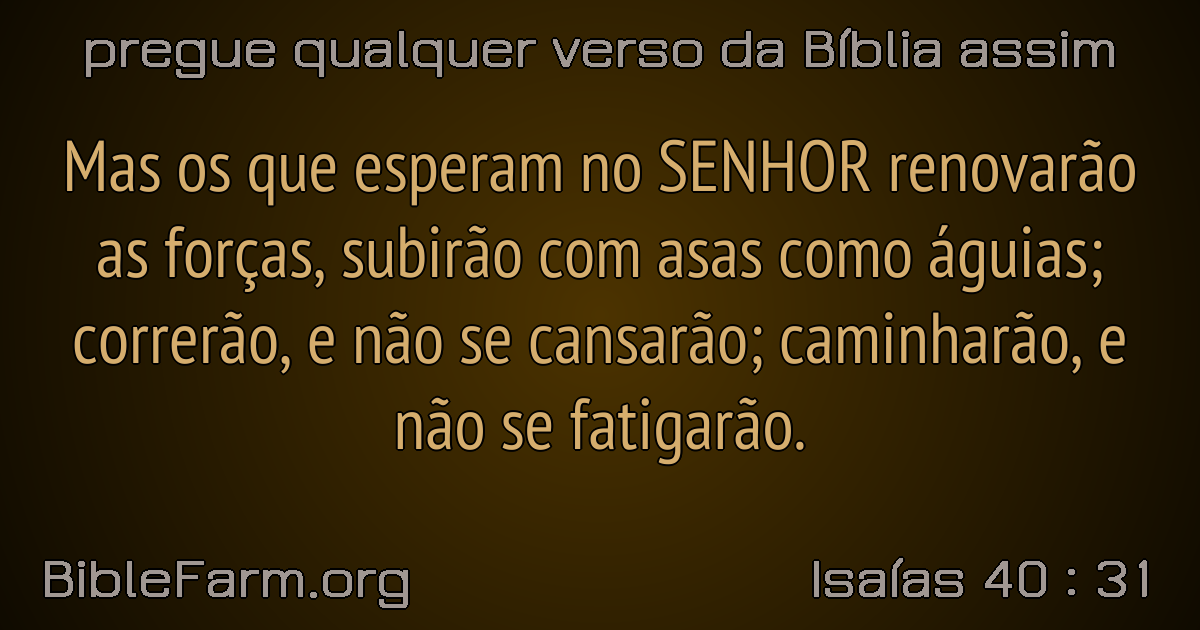 pregue qualquer verso da Bíblia assim
Mas os que esperam no SENHOR renovarão
as forças, subirão com asas como águias;
correrão, e não se cansarão; caminharão, e
não se fatigarão.
BibleFarm.org
Isaías 40 : 31